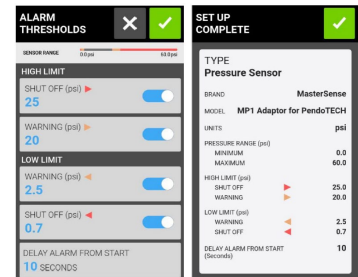 ALARM
THRESHOLDS
SENSOR RANGE 0.0 psi 60.0 psi
HIGH LIMIT
SHUT OFF (psi)
25
WARNING (psi)
20
LOW LIMIT
WARNING (psi)
2.5
SHUT OFF (psi)
0.7
DELAY ALARM FROM START
10 SECONDS
SET UP
COMPLETE
TYPE
Pressure Sensor
BRAND MasterSense
MODEL MP1 Adaptor for PendoTECH
UNITS psi
PRESSURE RANGE (psi)
MINIMUM 0.0
MAXIMUM 60.0
HIGH LIMIT (psi)
SHUT OFF 25.0
WARNING 20.0
LOW LIMIT (psi)
WARNING 2.5
SHUT OFF 0.7
DELAY ALARM FROM START 10
(Seconds)